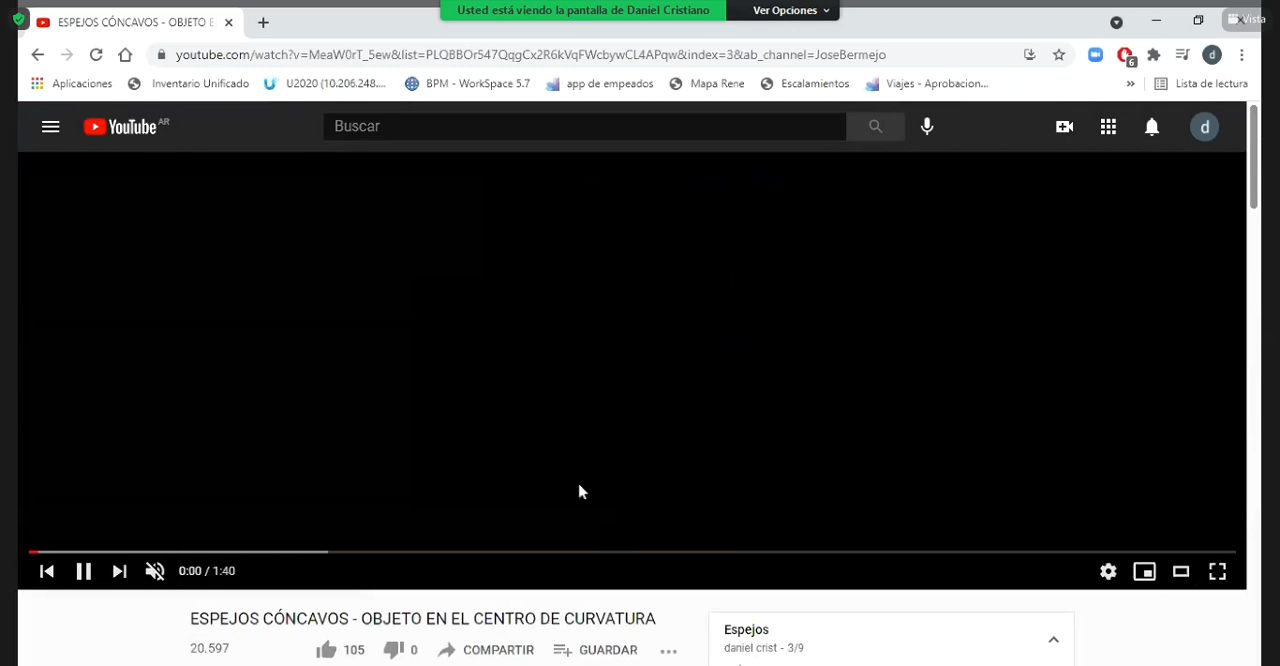 Usted está viendo la pantalla de Daniel Cristiano
Ver Opciones
Vista
ESPEJOS CÓNCAVOS - OBJETO E
youtube.com/watch?v=MeaW0rT_5ew&list=PLQBBOr547QqgCx2R6kVqFWcbywCL4APqw&index=3&ab_channel=JoseBermejo
6
d
Aplicaciones
Inventario Unificado
U2020 (10.206.248....
BPM - WorkSpace 5.7
app de empeados
Mapa Rene
Escalamientos
Viajes - Aprobacion...
»
Lista de lectura
YouTube AR
Buscar
d
0:00 / 1:40
ESPEJOS CÓNCAVOS - OBJETO EN EL CENTRO DE CURVATURA
20.597
105
0
COMPARTIR
GUARDAR
Espejos
daniel crist - 3/9